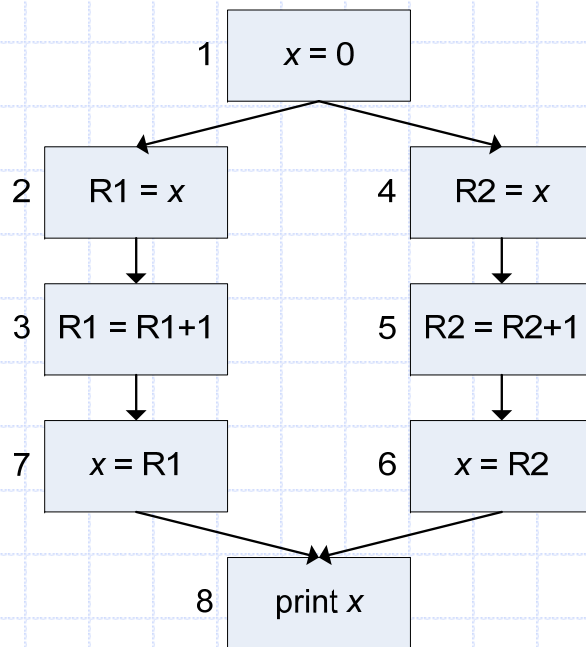 1 x = 0
2 R1 = x
4 R2 = x
3 R1 = R1+1
5 R2 = R2+1
7 x = R1
6 x = R2
8 print x